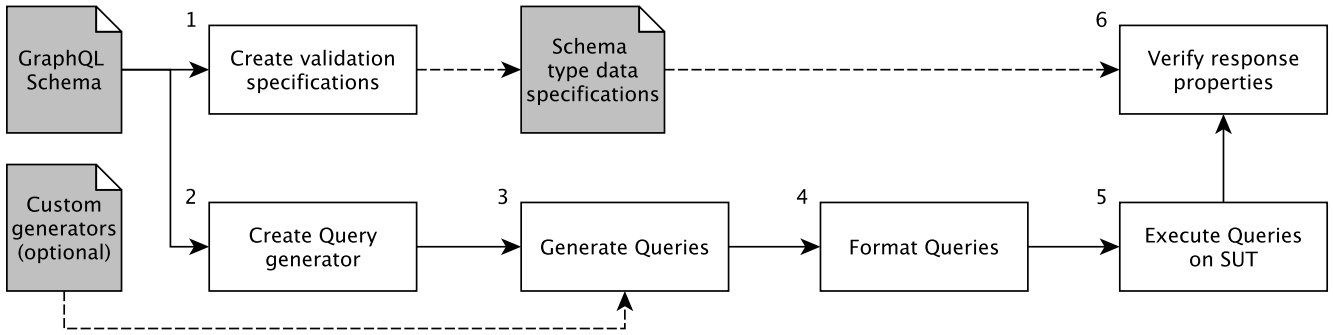 1
6
GraphQL
Schema
Create validation
specifications
Schema
type data
specifications
Verify response
properties
2
3
4
5
Custom
generators
(optional)
Create Query
generator
Generate Queries
Format Queries
Execute Queries
on SUT